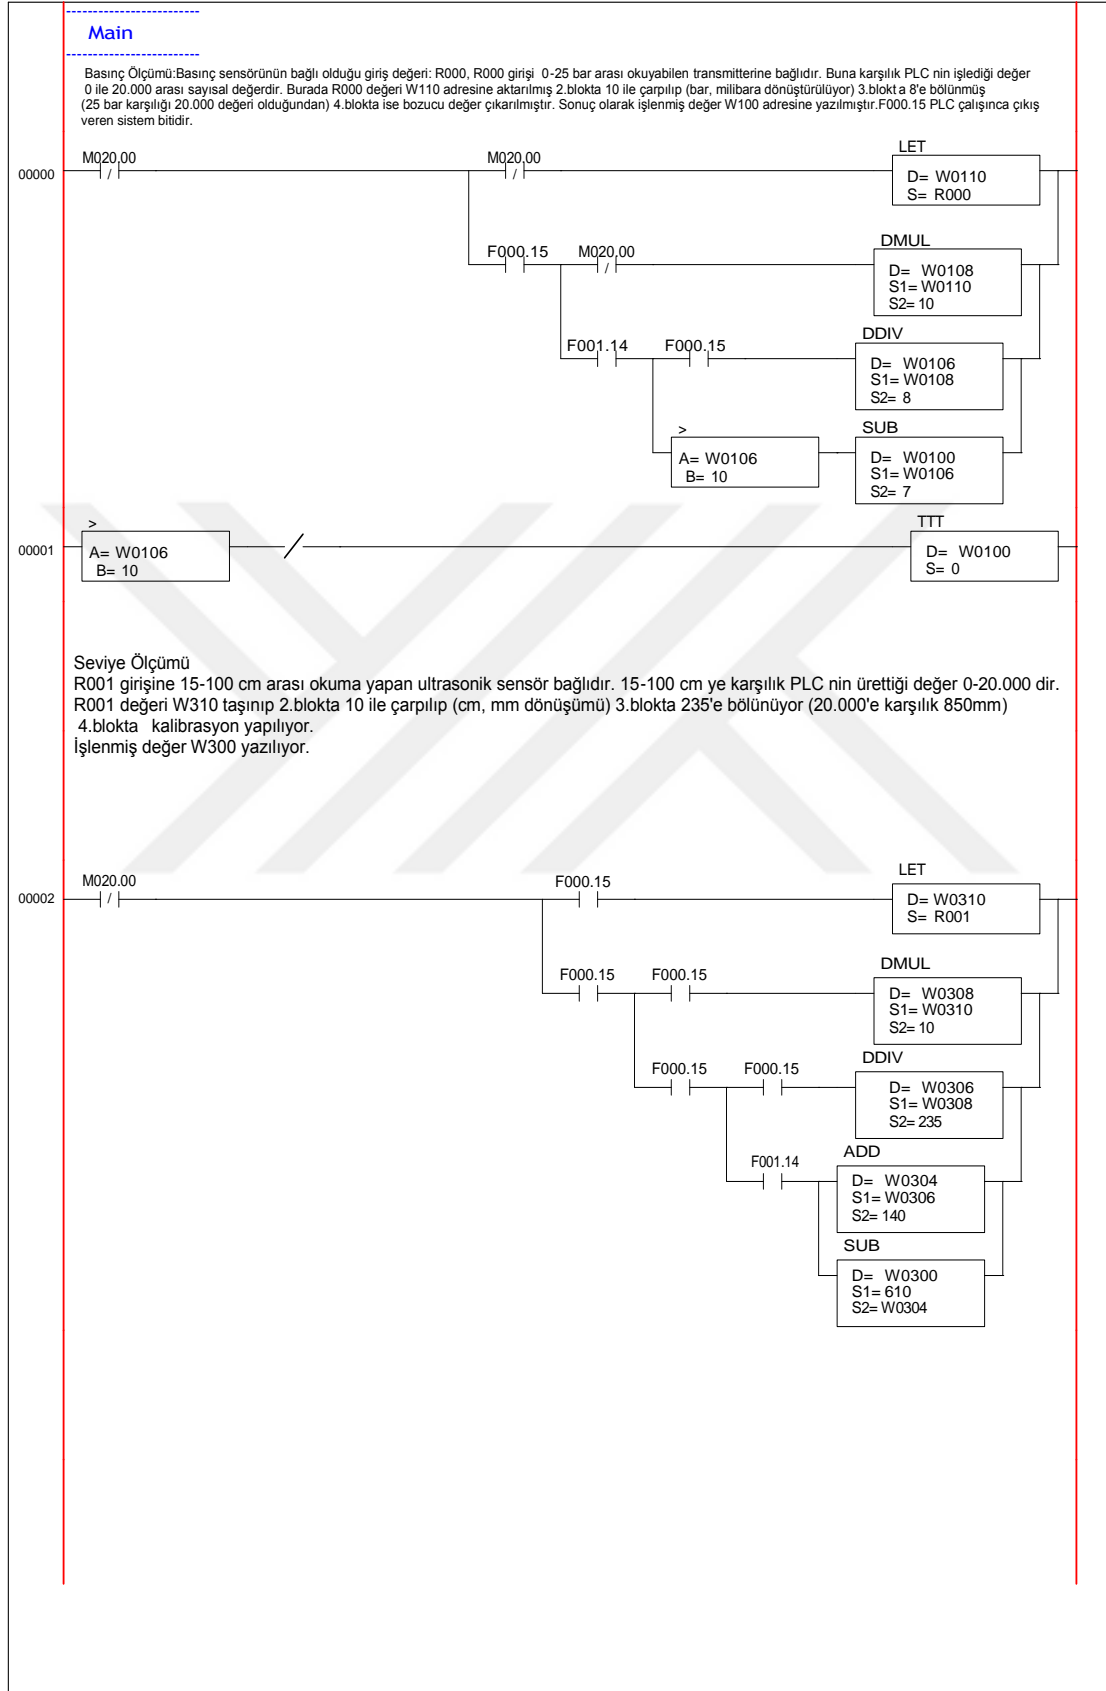 Main
Basınç Ölçümü:Basınç sensörünün bağlı olduğu giriş değeri: R000, R000 girişi 0-25 bar arası okuyabilen transmitterine bağlıdır. Buna karşılık PLC nin işlediği değer
0 ile 20.000 arası sayısal değerdir. Burada R000 değeri W110 adresine aktarılmış 2.blokta 10 ile çarpılıp (bar, milibara dönüştürülüyor) 3.blokta 8'e bölünmüş
(25 bar karşılığı 20.000 değeri olduğundan) 4.blokta ise bozucu değer çıkarılmıştır. Sonuç olarak işlenmiş değer W100 adresine yazılmıştır.F000.15 PLC çalışınca çıkış
veren sistem bitidir.
00000
M020.00
M020.00
LET
D= W0110
S= R000
F000.15
M020.00
DMUL
D= W0108
S1= W0110
S2= 10
F001.14
F000.15
DDIV
D= W0106
S1= W0108
S2= 8
>
A= W0106
B= 10
SUB
D= W0100
S1= W0106
S2= 7
00001
>
A= W0106
B= 10
TTT
D= W0100
S= 0
Seviye Ölçümü
R001 girişine 15-100 cm arası okuma yapan ultrasonik sensör bağlıdır. 15-100 cm ye karşılık PLC nin ürettiği değer 0-20.000 dir.
R001 değeri W310 taşınıp 2.blokta 10 ile çarpılıp (cm, mm dönüşümü) 3.blokta 235'e bölünüyor (20.000'e karşılık 850mm)
4.blokta kalibrasyon yapılıyor.
İşlenmiş değer W300 yazılıyor.
00002
M020.00
F000.15
LET
D= W0310
S= R001
F000.15
F000.15
DMUL
D= W0308
S1= W0310
S2= 10
F000.15
F000.15
DDIV
D= W0306
S1= W0308
S2= 235
F001.14
ADD
D= W0304
S1= W0306
S2= 140
SUB
D= W0300
S1= 610
S2= W0304